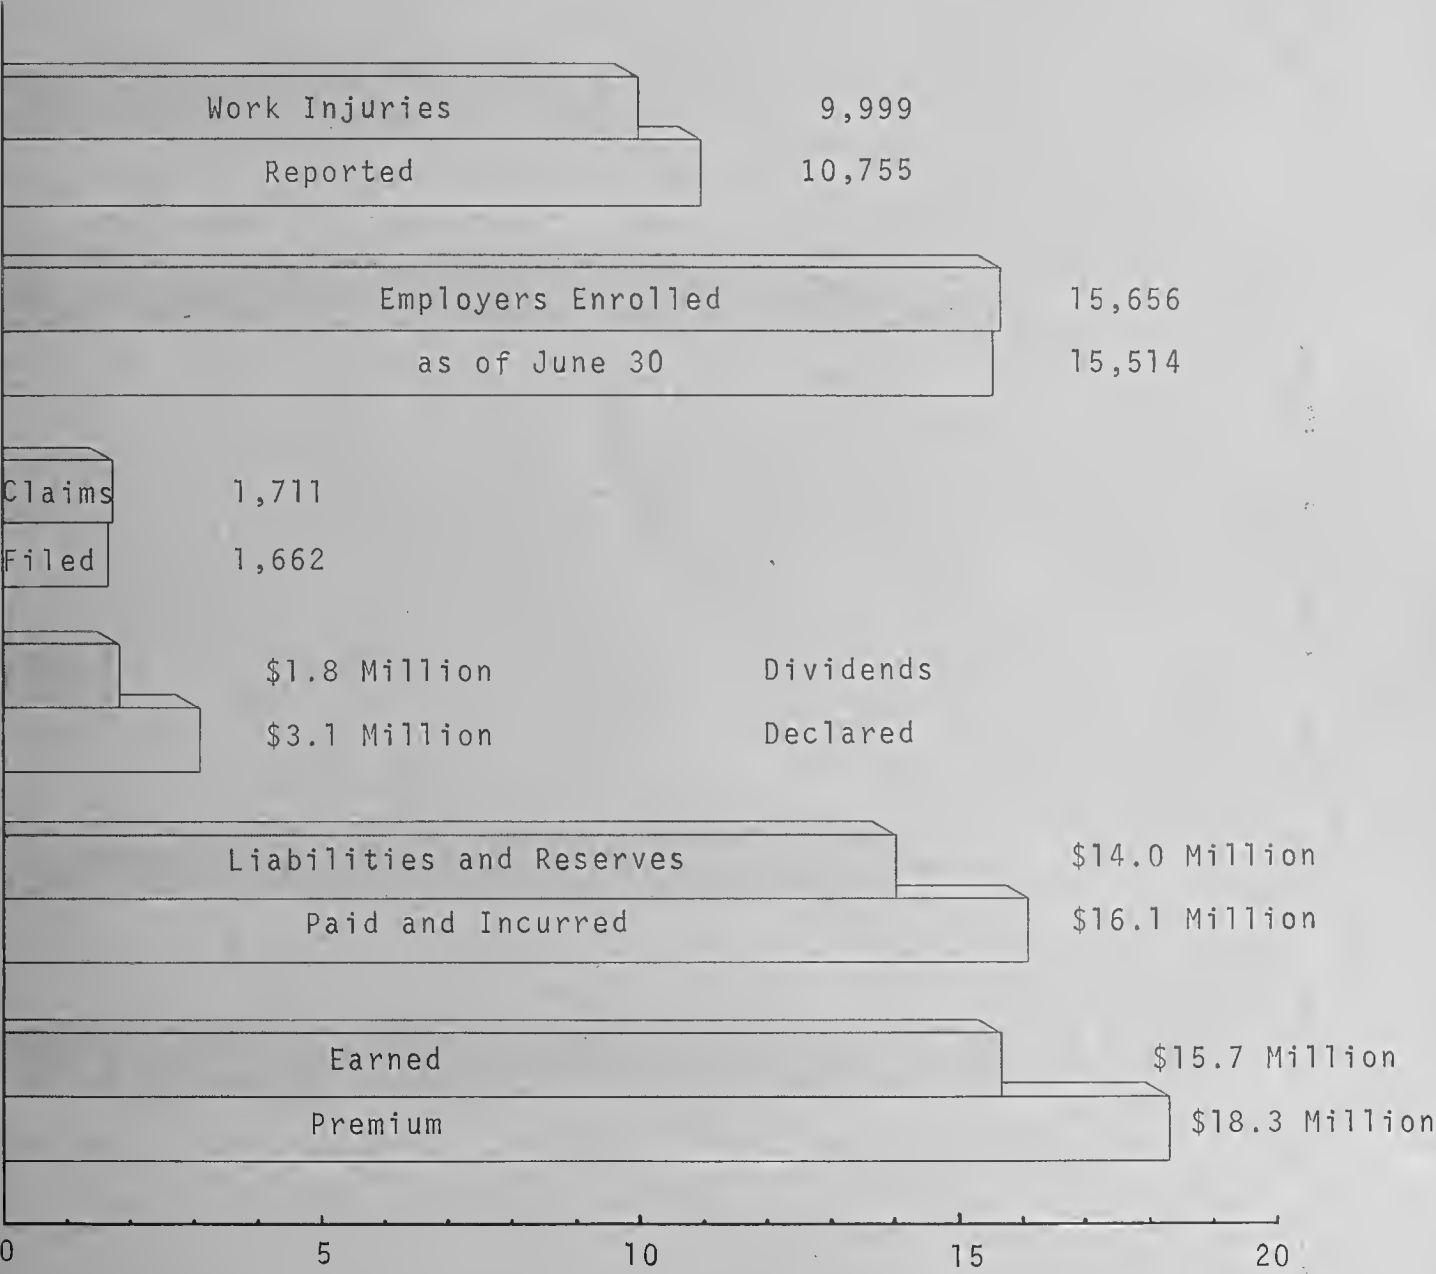 Work Injuries 9,999
Reported 10,755
Employers Enrolled 15,656
as of June 30 15,514
Claims 1,711
Filed 1,662
$1.8 Million Dividends
$3.1 Million Declared
Liabilities and Reserves $14.0 Million
Paid and Incurred $16.1 Million
Earned $15.7 Million
Premium $18.3 Million
0 5 10 15 20